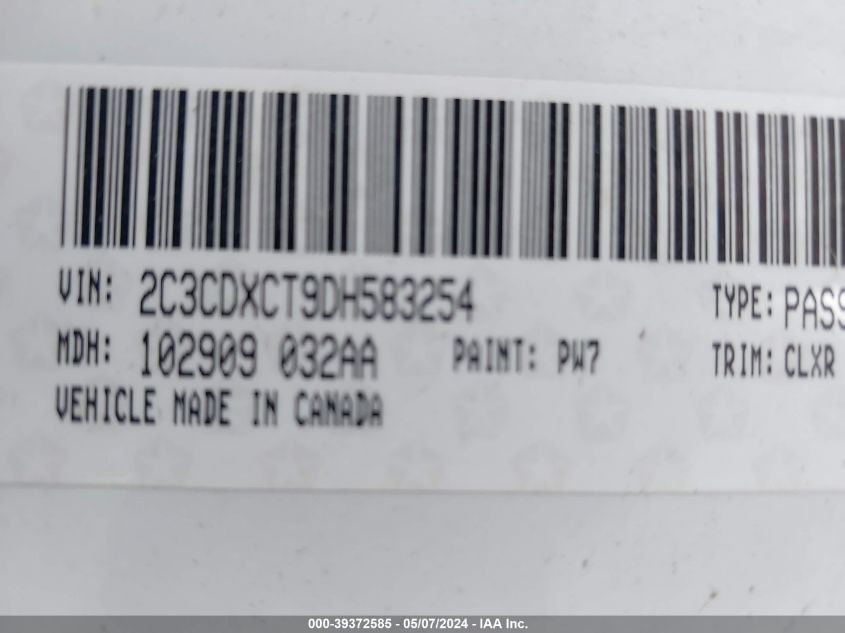 VIN: 2C3CDXCT9DH583254 TYPE: PASS
MDH: 102909 032AA PAINT: PW7 TRIM: CLXR
VEHICLE MADE IN CANADA
000-39372585 - 05/07/2024 - IAA Inc.